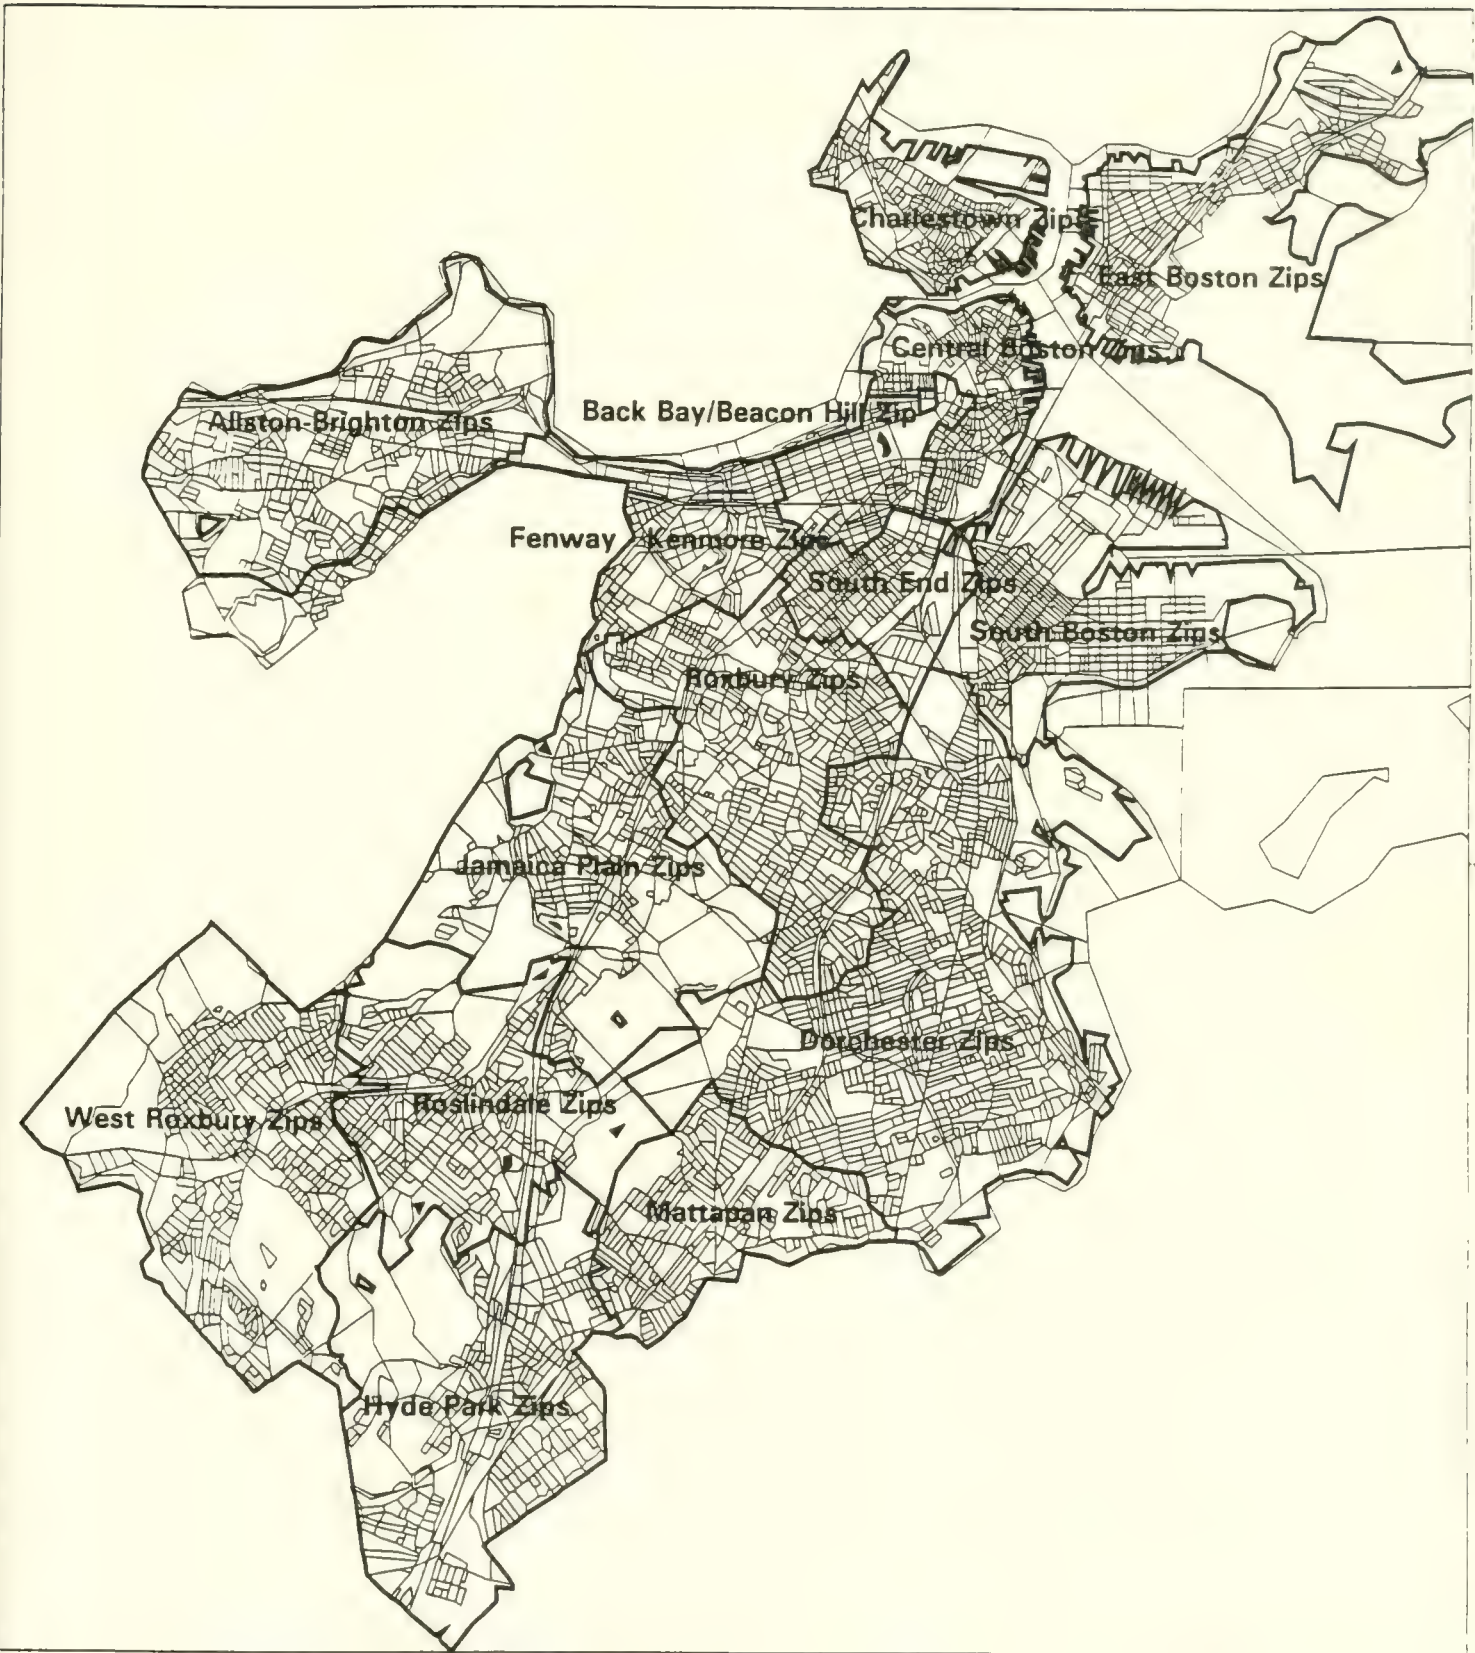 Charlestown Zips
East Boston Zips
Central Boston Zips
Back Bay/Beacon Hill Zip
Allston-Brighton Zips
Fenway / Kenmore Zips
South End Zips
South Boston Zips
Roxbury Zips
Jamaica Plain Zips
Dorchester Zips
Roslindale Zips
West Roxbury Zips
Mattapan Zips
Hyde Park Zips